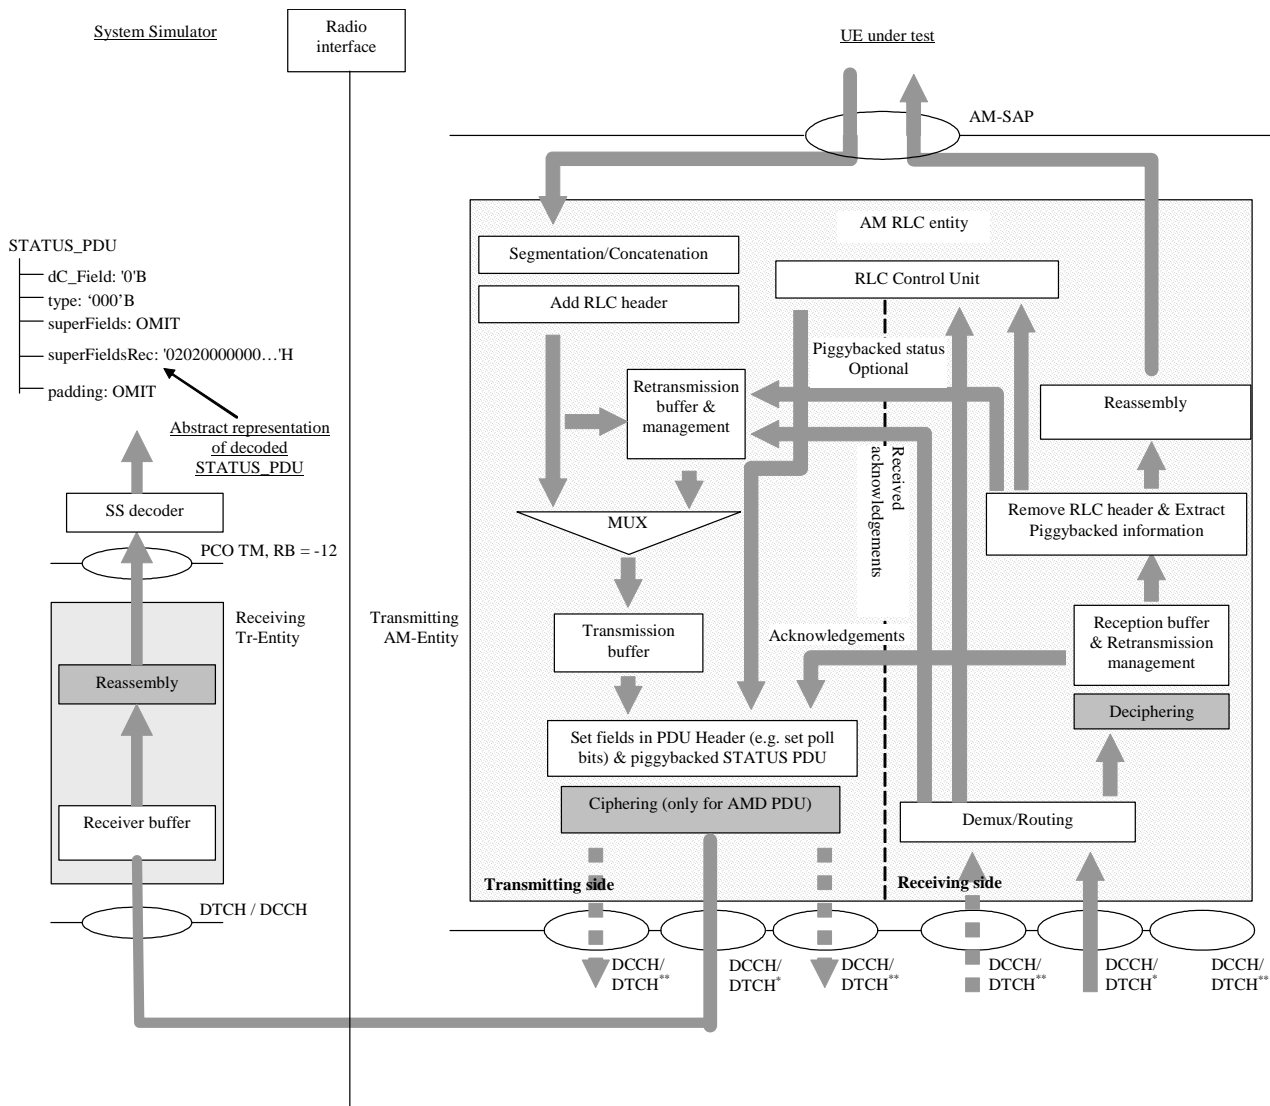 System Simulator
Radio
interface
UE under test
AM-SAP
AM RLC entity
STATUS_PDU
dC_Field: '0'B
type: ‘000’B
superFields: OMIT
superFieldsRec: '02020000000…'H
padding: OMIT
Abstract representation
of decoded
STATUS_PDU
SS decoder
PCO TM, RB = -12
Receiving
Tr-Entity
Reassembly
Receiver buffer
DTCH / DCCH
Transmitting
AM-Entity
Segmentation/Concatenation
Add RLC header
RLC Control Unit
Piggybacked status
Optional
Retransmission
buffer &
management
Reassembly
Received
acknowledgements
MUX
Remove RLC header & Extract
Piggybacked information
Transmission
buffer
Acknowledgements
Reception buffer
& Retransmission
management
Deciphering
Set fields in PDU Header (e.g. set poll
bits) & piggybacked STATUS PDU
Ciphering (only for AMD PDU)
Demux/Routing
Transmitting side
Receiving side
DCCH/
DTCH**
DCCH/
DTCH*
DCCH/
DTCH**
DCCH/
DTCH**
DCCH/
DTCH*
DCCH/
DTCH**